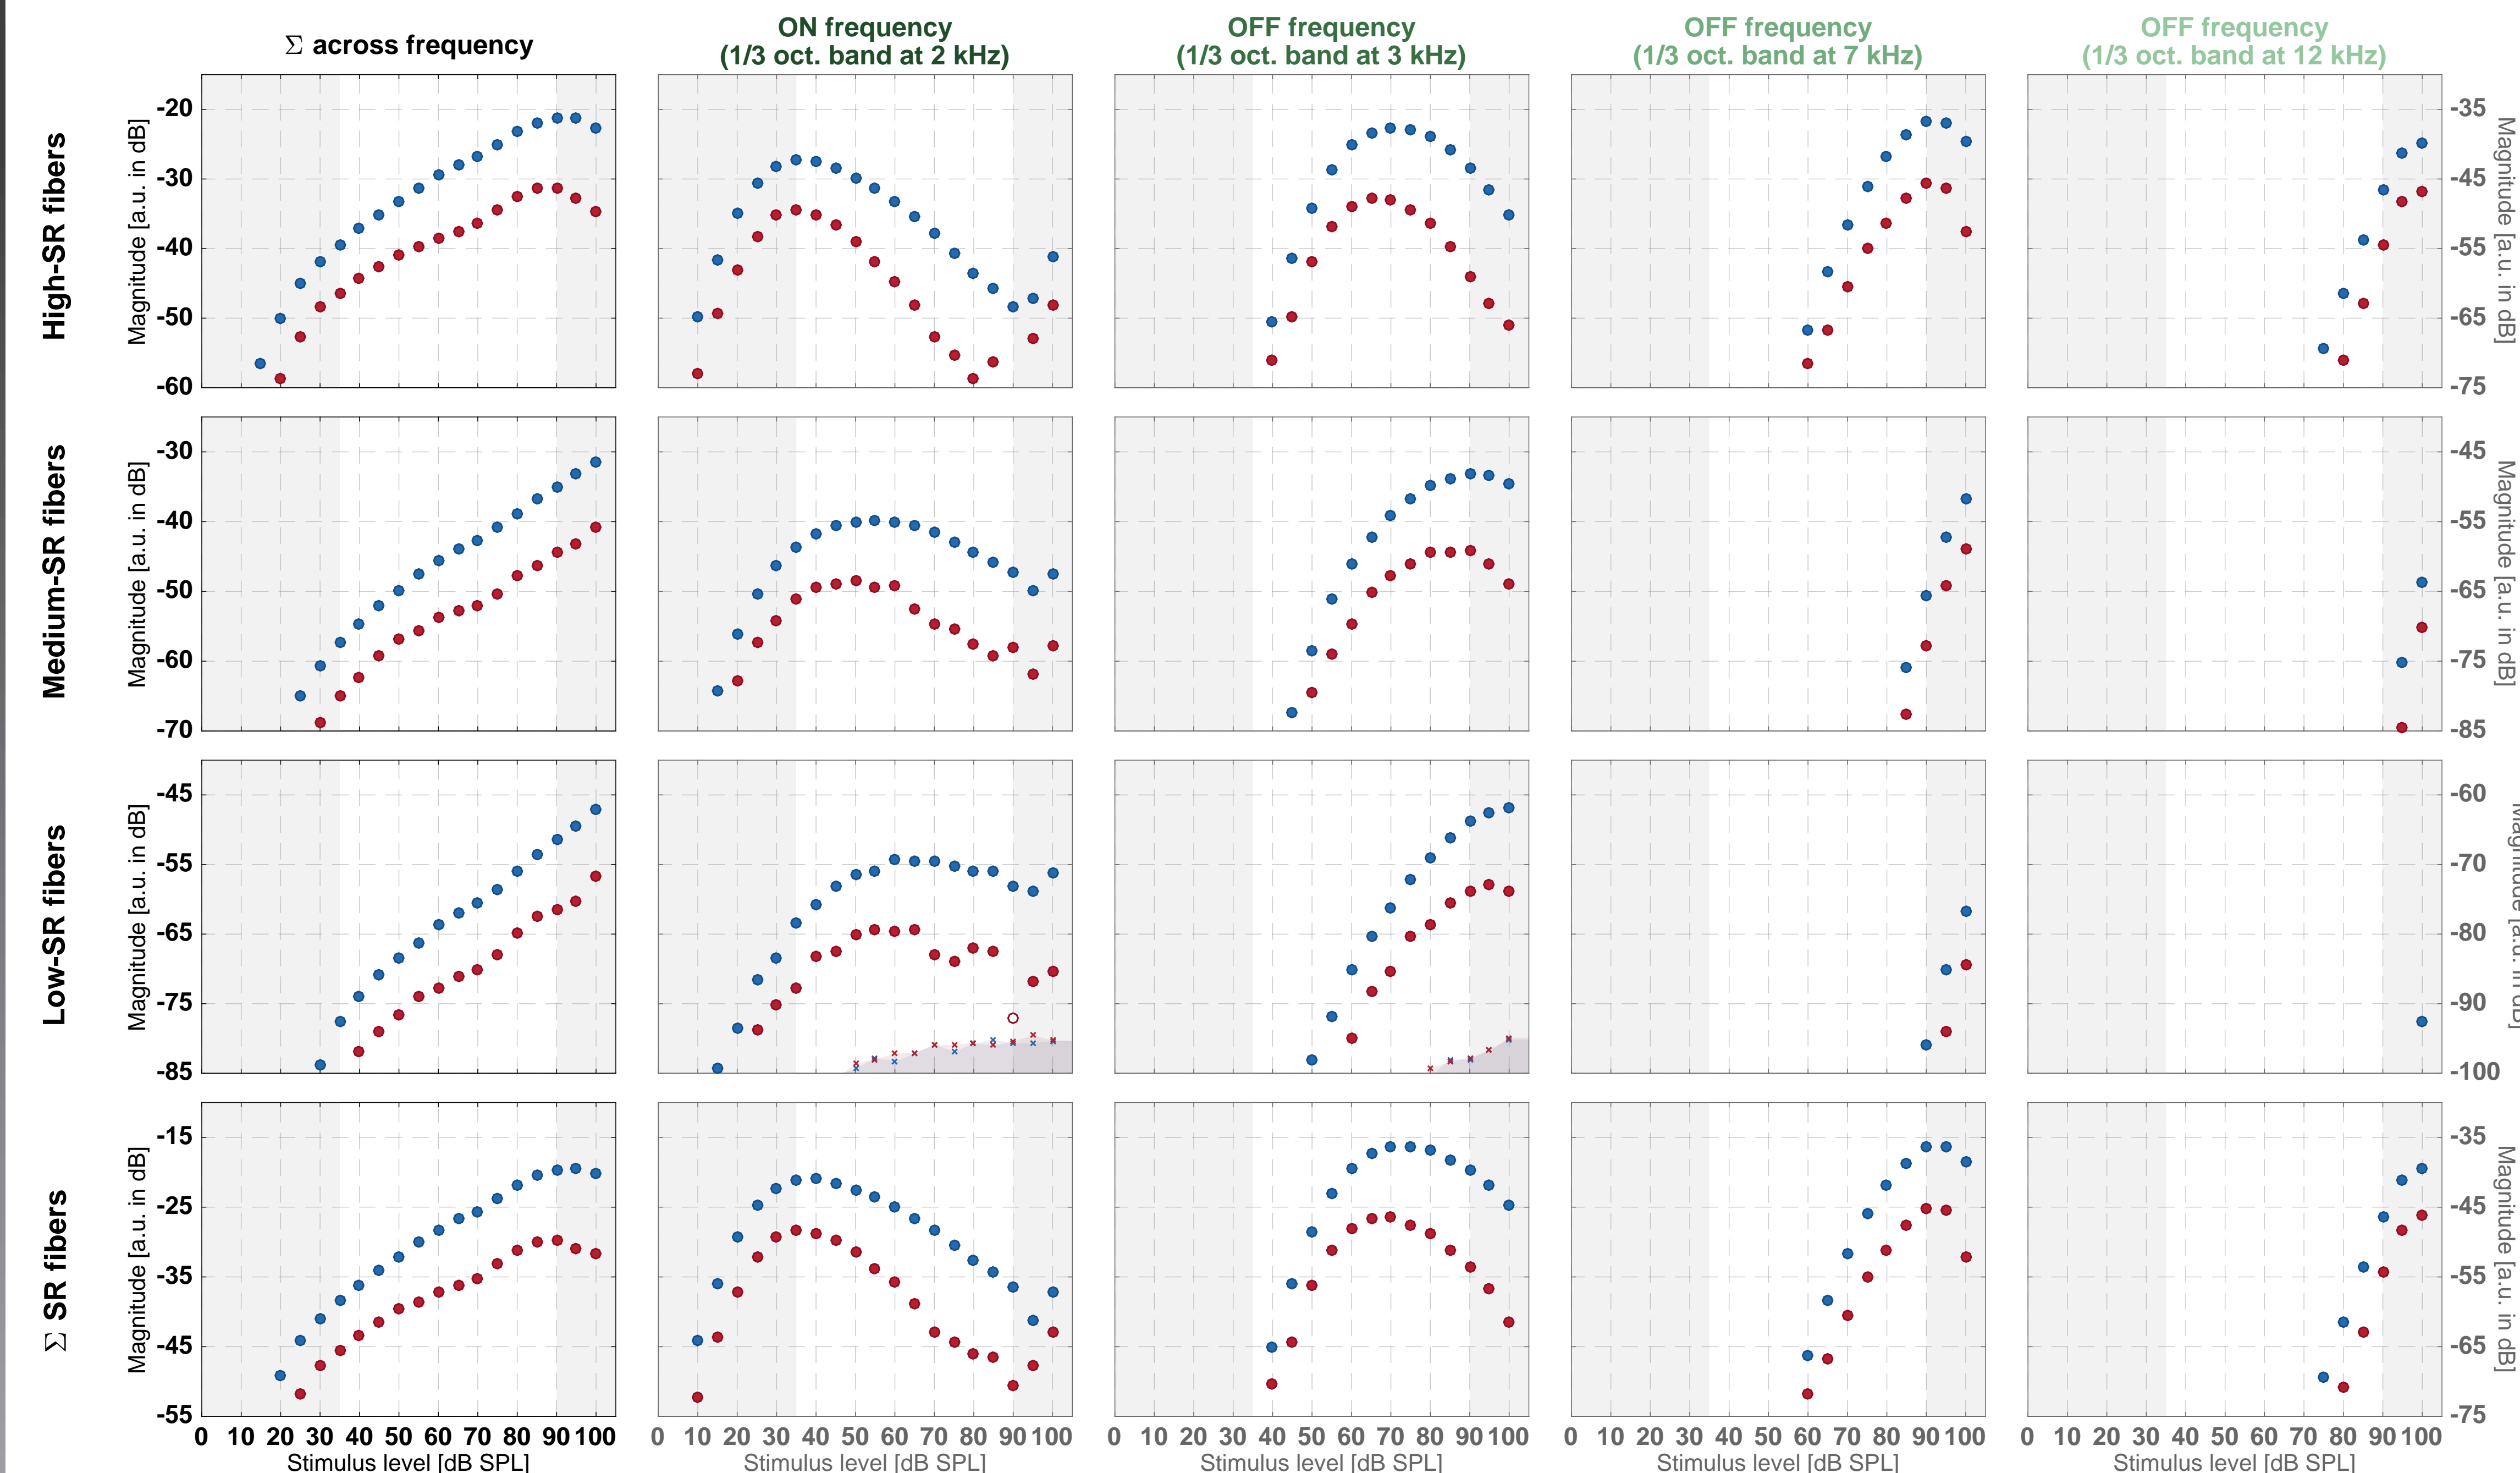 Σ across frequency
ON frequency
(1/3 oct. band at 2 kHz)
OFF frequency
(1/3 oct. band at 3 kHz)
OFF frequency
(1/3 oct. band at 7 kHz)
OFF frequency
(1/3 oct. band at 12 kHz)
High-SR fibers
Magnitude [a.u. in dB]
-20
-30
-40
-50
-60
-35
-45
-55
-65
-75
Magnitude [a.u. in dB]
Medium-SR fibers
Magnitude [a.u. in dB]
-30
-40
-50
-60
-70
-45
-55
-65
-75
-85
Magnitude [a.u. in dB]
Low-SR fibers
Magnitude [a.u. in dB]
-45
-55
-65
-75
-85
-60
-70
-80
-90
-100
Magnitude [a.u. in dB]
Σ SR fibers
Magnitude [a.u. in dB]
-15
-25
-35
-45
-55
-35
-45
-55
-65
-75
Magnitude [a.u. in dB]
0 10 20 30 40 50 60 70 80 90 100
0 10 20 30 40 50 60 70 80 90 100
0 10 20 30 40 50 60 70 80 90 100
0 10 20 30 40 50 60 70 80 90 100
0 10 20 30 40 50 60 70 80 90 100
Stimulus level [dB SPL]
Stimulus level [dB SPL]
Stimulus level [dB SPL]
Stimulus level [dB SPL]
Stimulus level [dB SPL]